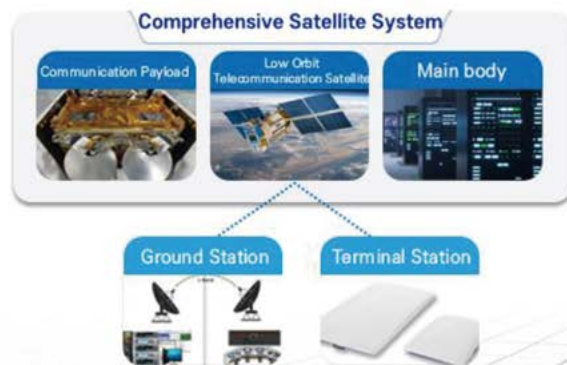 Comprehensive Satellite System
Communication Payload
Low Orbit
Telecommunication Satellite
Main body
Ground Station
Terminal Station